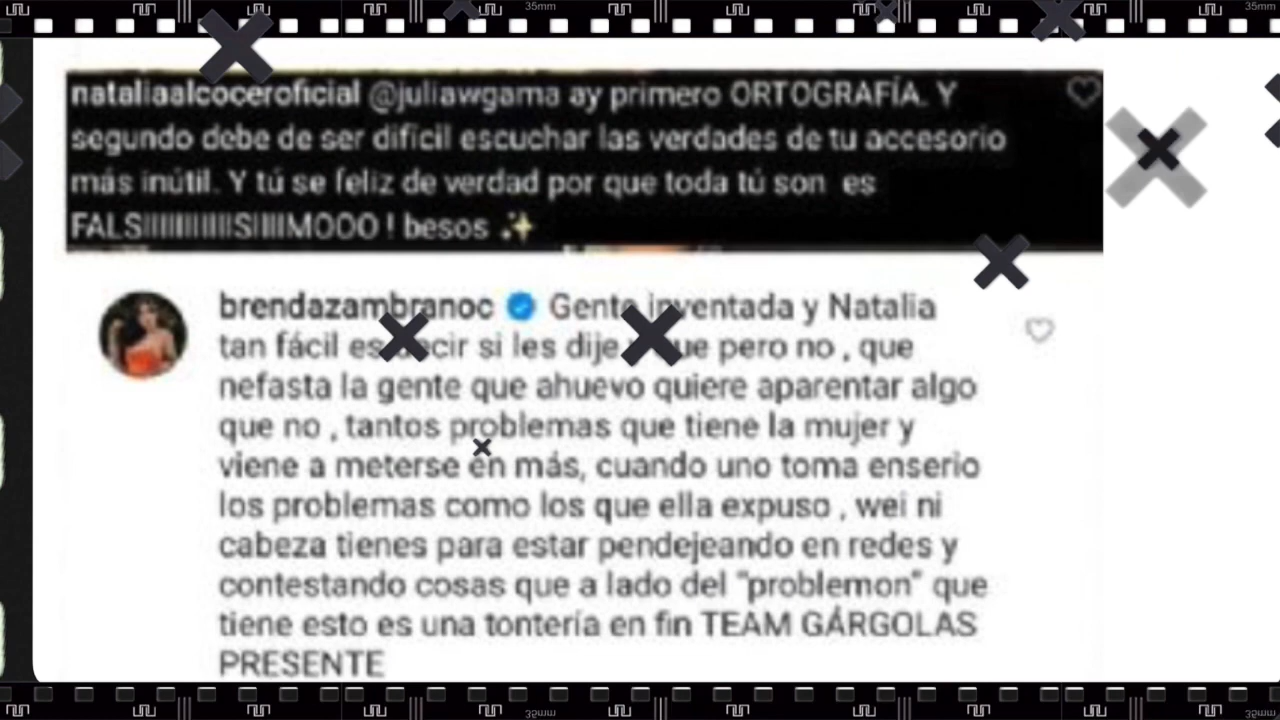 35mm
35mm
nataliaalcoceroficial @juliawgama ay primero ORTOGRAFÍA. Y
segundo debe de ser difícil escuchar las verdades de tu accesorio
más inútil. Y tú se feliz de verdad por que toda tú son es
FALSIIIIIIIIIIISIIIIMOOO ! besos ✨
brendazambranoc Gente inventada y Natalia
tan fácil es decir si les dije que pero no , que
nefasta la gente que ahuevo quiere aparentar algo
que no , tantos problemas que tiene la mujer y
viene a meterse en más, cuando uno toma enserio
los problemas como los que ella expuso , wei ni
cabeza tienes para estar pendejeando en redes y
contestando cosas que a lado del "problemon" que
tiene esto es una tontería en fin TEAM GÁRGOLAS
PRESENTE
35mm
35mm